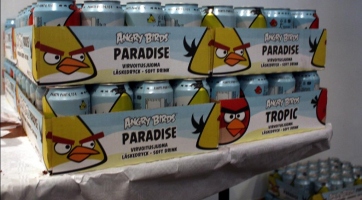 ANGRY BIRDS
PARADISE
VIRVOITUSJUOMA
LÄSKEDRYCK - SOFT DRINK
ANGRY BIRDS
PARADISE
VIRVOITUSJUOMA
LÄSKEDRYCK - SOFT DRINK
ANGRY BIRDS
PARADISE
VIRVOITUSJUOMA
LÄSKEDRYCK - SOFT DRINK
ANGRY BIRDS
TROPIC
VIRVOITUSJUOMA
LÄSKEDRYCK - SOFT DRINK